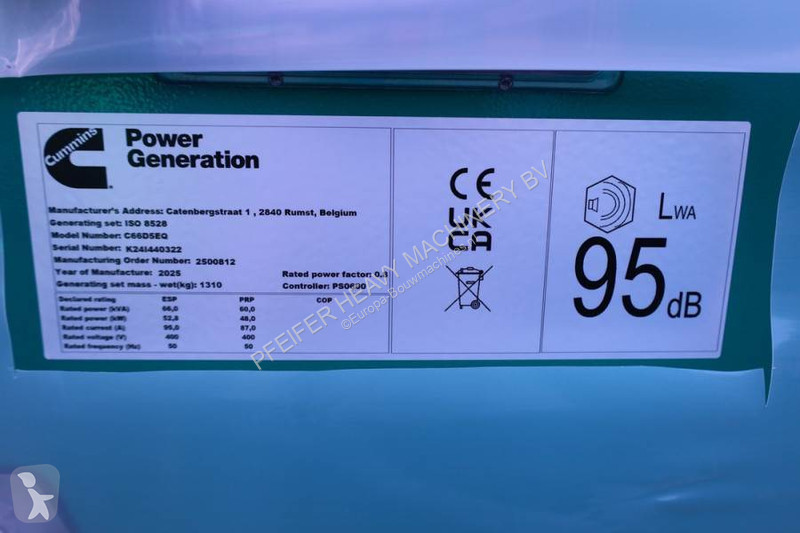 Cummins
Power
Generation
Manufacturer's Address: Catenbergstraat 1 , 2840 Rumst, Belgium
Generating set: ISO 8528
Model Number: C66D5EQ
Serial Number: K24I440322
Manufacturing Order Number: 2500812
Year of Manufacture: 2025 Rated power factor:
Generating set mass - wet(kg): 1310 Controller:
Declared rating ESP PRP COP
Rated power (kVA) 66,0 60,0
Rated power (kW) 52,8 48,0
Rated current (A) 95,0 87,0
Rated voltage (V) 400 400
Rated frequency (Hz) 50 50
CE
UK
CA
LWA
95 dB
PFEIFER HEAVY MACHINERY BV
©Europa-Bouwmachines